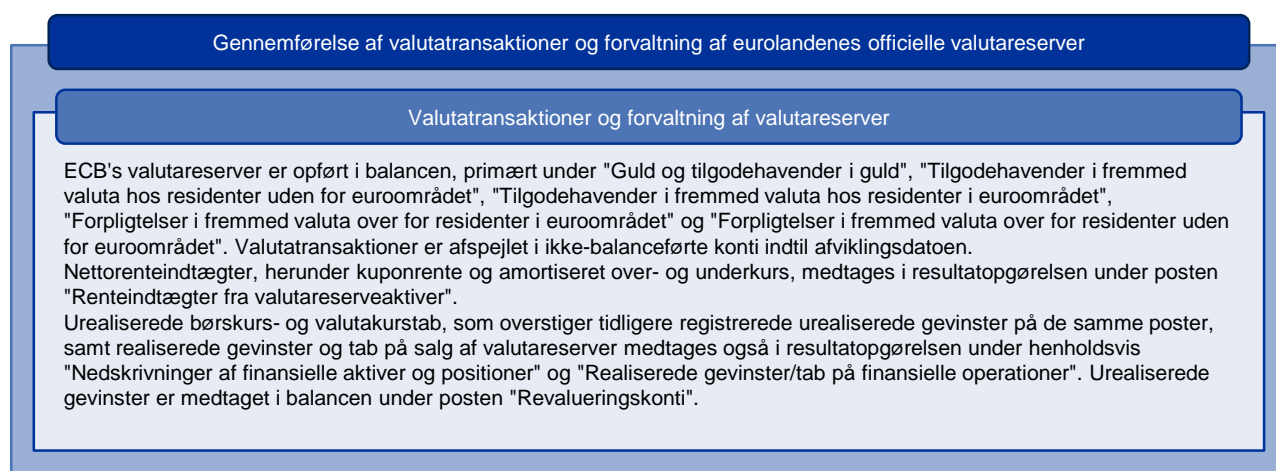 Gennemførelse af valutatransaktioner og forvaltning af eurolandenes officielle valutareserver
Valutatransaktioner og forvaltning af valutareserver
ECB's valutareserver er opført i balancen, primært under "Guld og tilgodehavender i guld", "Tilgodehavender i fremmed
valuta hos residenter uden for euroområdet", "Tilgodehavender i fremmed valuta hos residenter i euroområdet",
"Forpligtelser i fremmed valuta over for residenter i euroområdet" og "Forpligtelser i fremmed valuta over for residenter uden
for euroområdet". Valutatransaktioner er afspejlet i ikke-balanceførte konti indtil afviklingsdatoen.
Nettorenteindtægter, herunder kuponrente og amortiseret over- og underkurs, medtages i resultatopgørelsen under posten
"Renteindtægter fra valutareserveaktiver".
Urealiserede børskurs- og valutakurstab, som overstiger tidligere registrerede urealiserede gevinster på de samme poster,
samt realiserede gevinster og tab på salg af valutareserver medtages også i resultatopgørelsen under henholdsvis
"Nedskrivninger af finansielle aktiver og positioner" og "Realiserede gevinster/tab på finansielle operationer". Urealiserede
gevinster er medtaget i balancen under posten "Revalueringskonti".